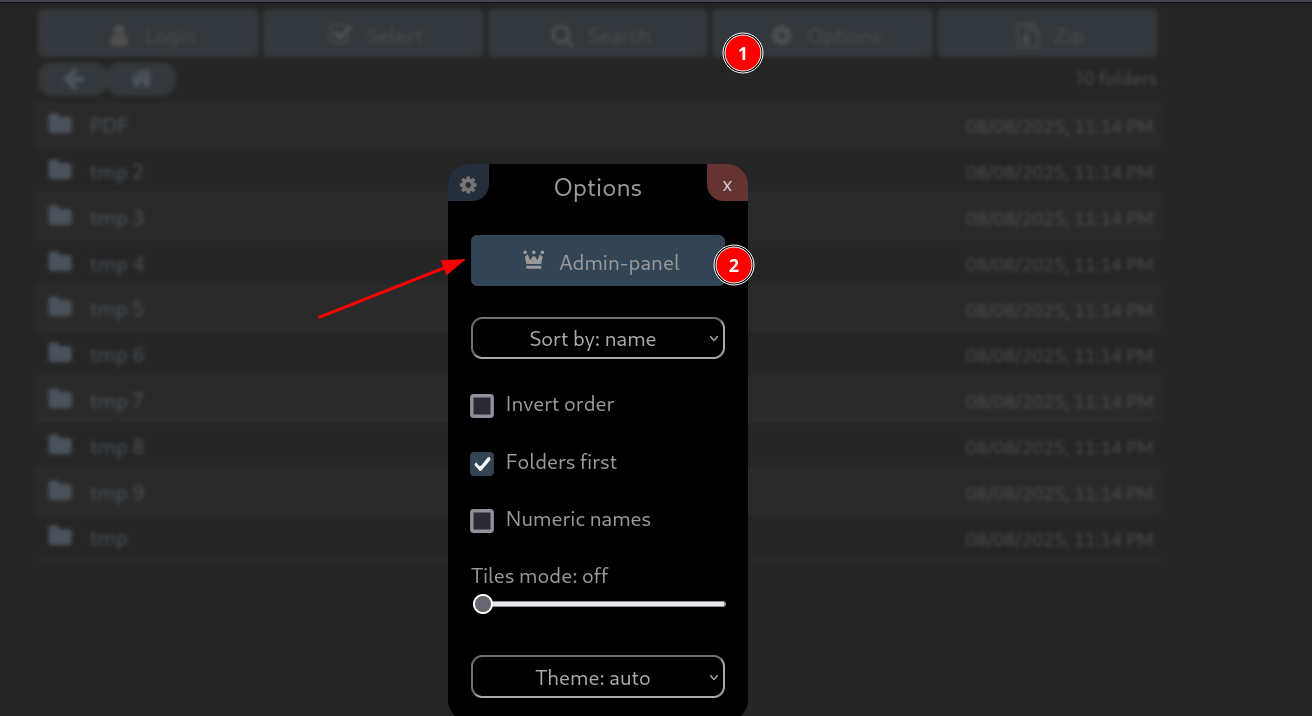 Login Select Search Options Zip
1
10 folders
PDF 08/08/2025, 11:14 PM
tmp 2 08/08/2025, 11:14 PM
tmp 3 08/08/2025, 11:14 PM
tmp 4 08/08/2025, 11:14 PM
tmp 5 08/08/2025, 11:14 PM
tmp 6 08/08/2025, 11:14 PM
tmp 7 08/08/2025, 11:14 PM
tmp 8 08/08/2025, 11:14 PM
tmp 9 08/08/2025, 11:14 PM
tmp 08/08/2025, 11:14 PM
Options x
Admin-panel 2
Sort by: name
Invert order
Folders first
Numeric names
Tiles mode: off
Theme: auto